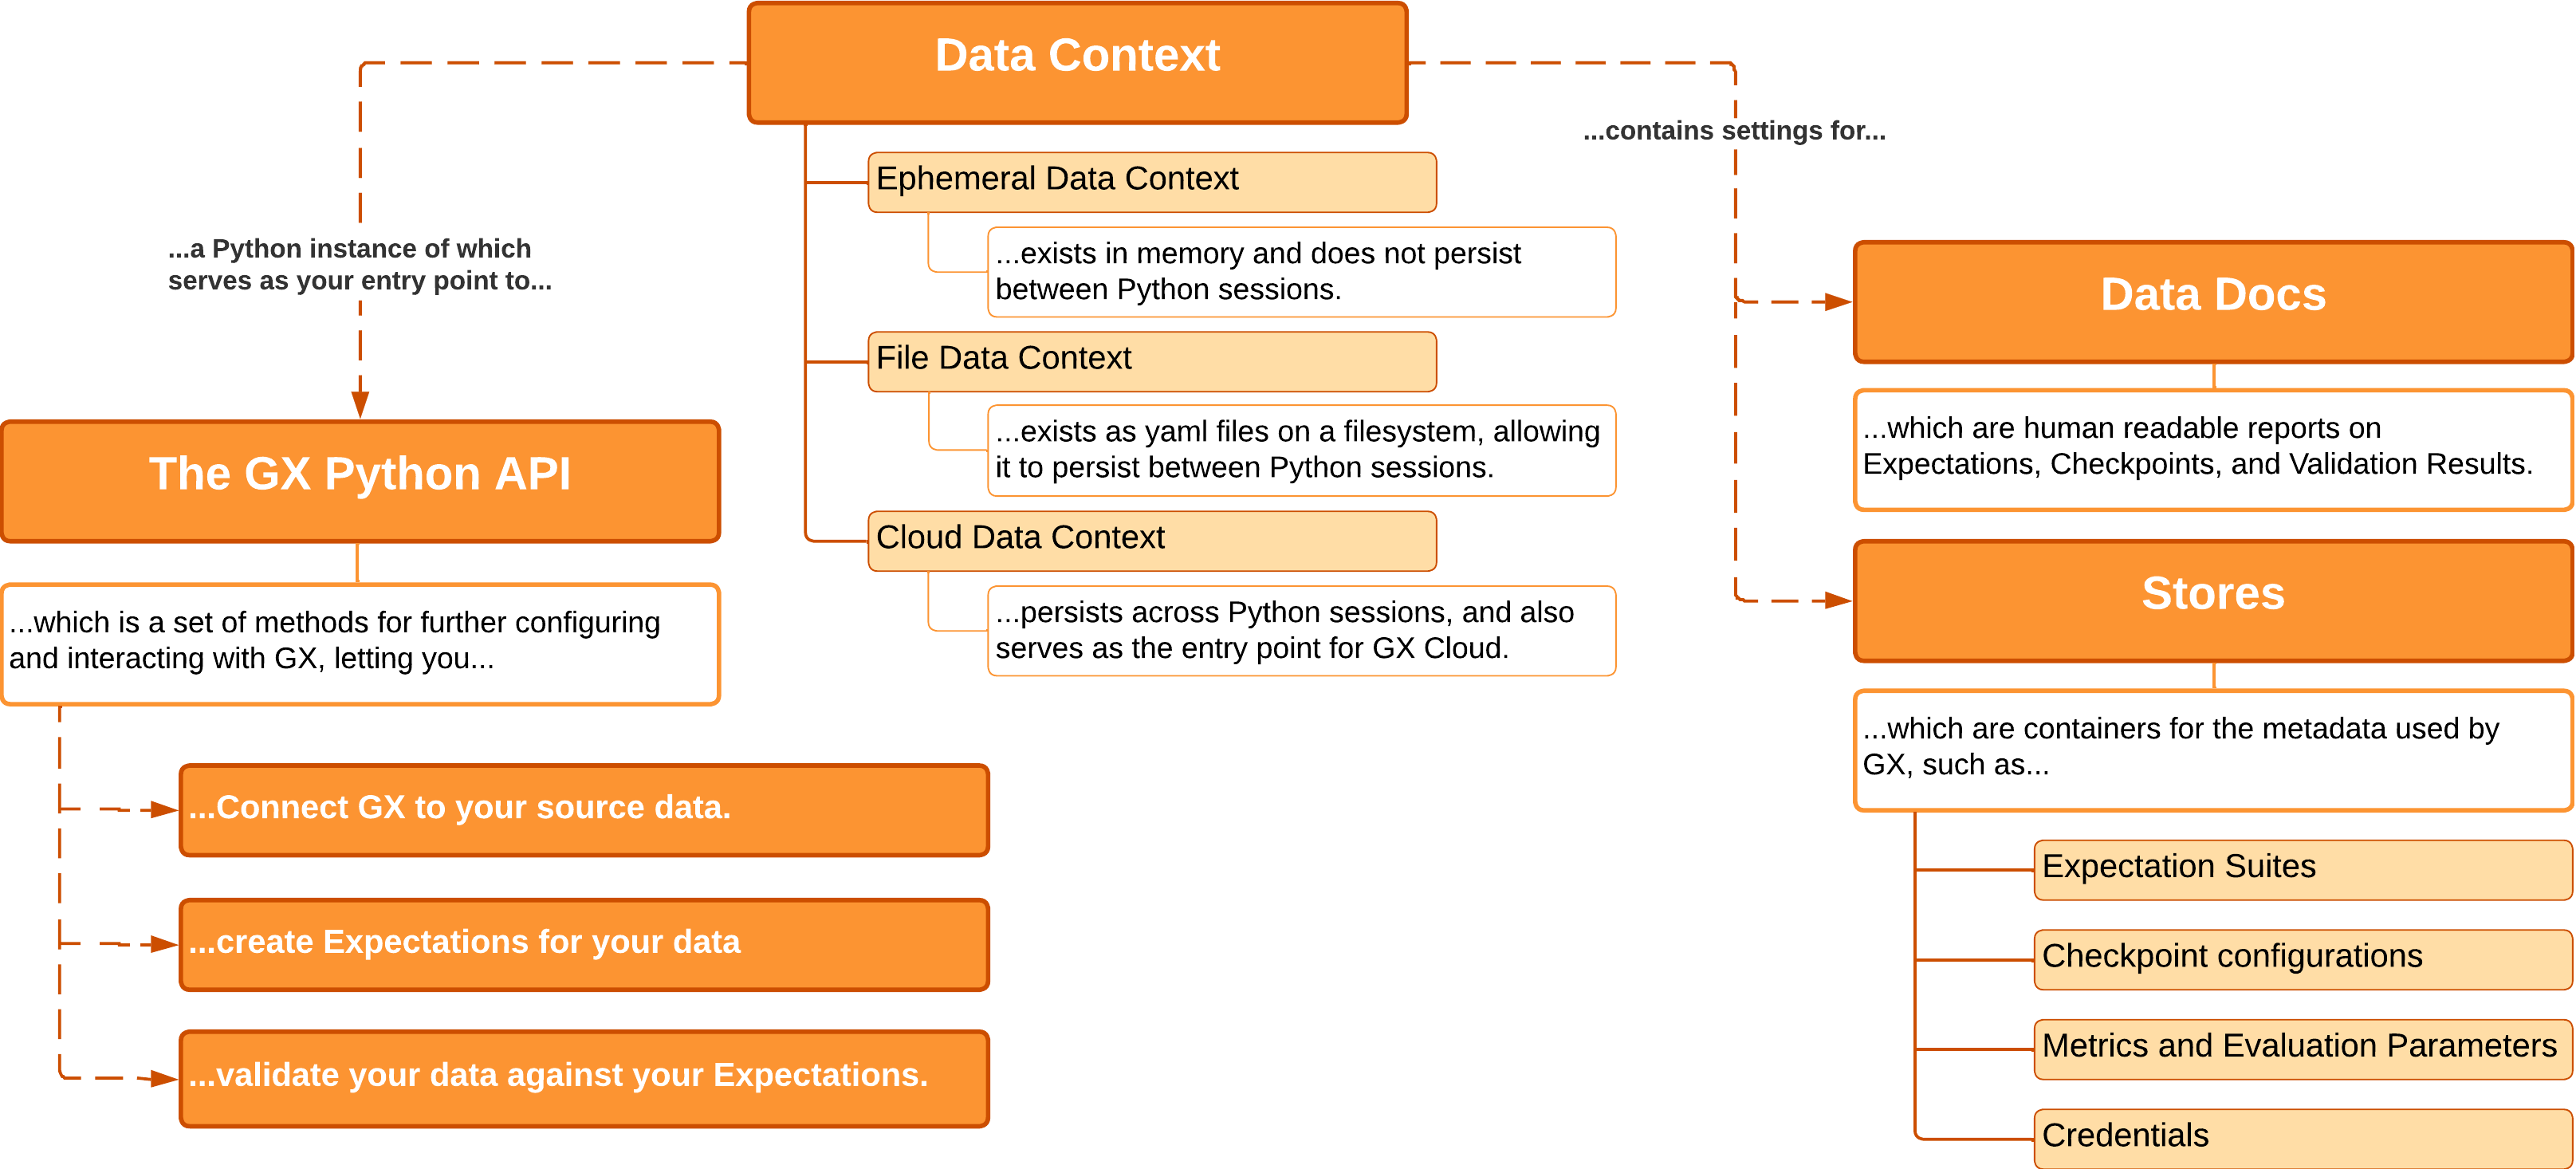 Data Context
...contains settings for...
Ephemeral Data Context
...exists in memory and does not persist
between Python sessions.
File Data Context
...exists as yaml files on a filesystem, allowing
it to persist between Python sessions.
Cloud Data Context
...persists across Python sessions, and also
serves as the entry point for GX Cloud.
...a Python instance of which
serves as your entry point to...
The GX Python API
...which is a set of methods for further configuring
and interacting with GX, letting you...
...Connect GX to your source data.
...create Expectations for your data
...validate your data against your Expectations.
Data Docs
...which are human readable reports on
Expectations, Checkpoints, and Validation Results.
Stores
...which are containers for the metadata used by
GX, such as...
Expectation Suites
Checkpoint configurations
Metrics and Evaluation Parameters
Credentials